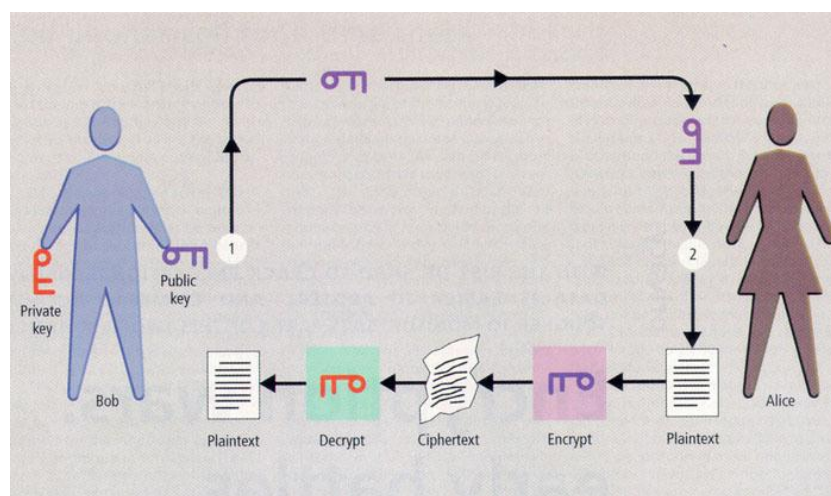 1
2
Public
key
Private
key
Bob
Alice
Plaintext
Decrypt
Ciphertext
Encrypt
Plaintext